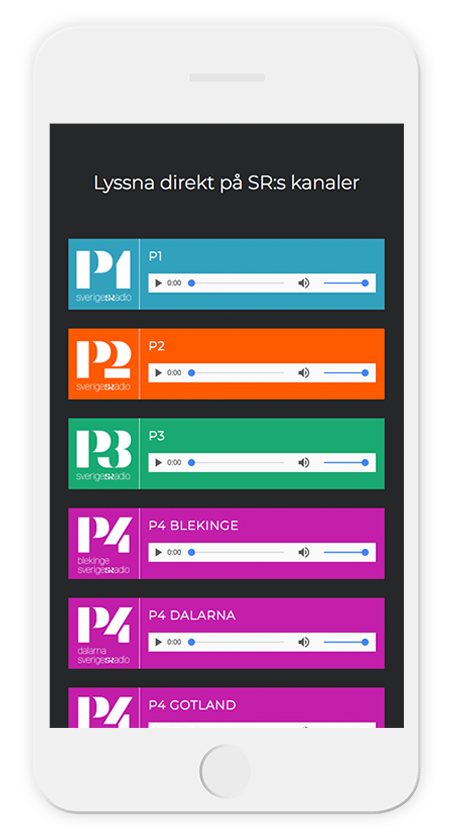 Lyssna direkt på SR:s kanaler
P1
sverigesradio
P1
0:00
P2
sverigesradio
P2
0:00
P3
sverigesradio
P3
0:00
P4
blekinge
sverigesradio
P4 BLEKINGE
0:00
P4
dalarna
sverigesradio
P4 DALARNA
0:00
P4
P4 GOTLAND